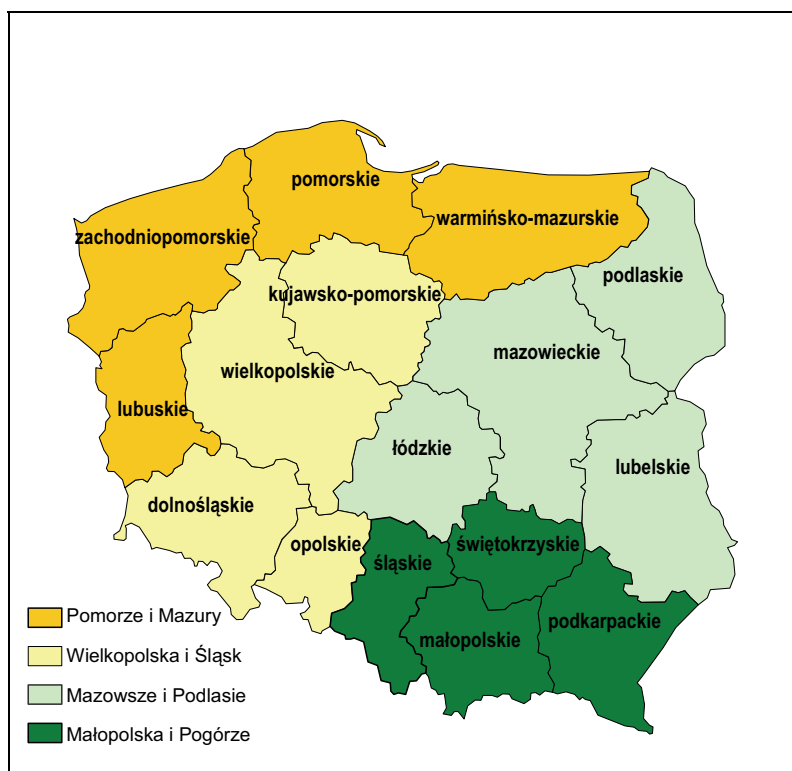 pomorskie
warmińsko-mazurskie
zachodniopomorskie
podlaskie
kujawsko-pomorskie
mazowieckie
wielkopolskie
lubuskie
łódzkie
lubelskie
dolnośląskie
opolskie
świętokrzyskie
śląskie
małopolskie
podkarpackie
Pomorze i Mazury
Wielkopolska i Śląsk
Mazowsze i Podlasie
Małopolska i Pogórze